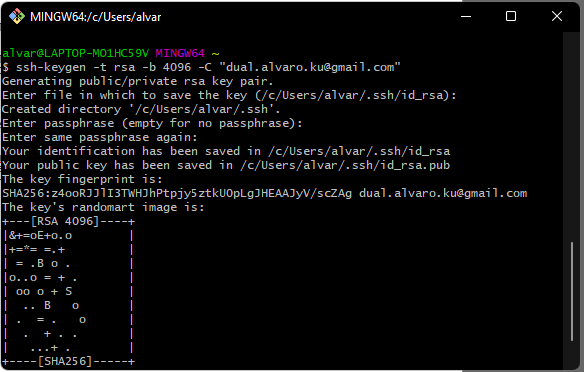 MINGW64:/c/Users/alvar
alvar@LAPTOP-MO1HC59V MINGW64 ~
$ ssh-keygen -t rsa -b 4096 -C "dual.alvaro.ku@gmail.com"
Generating public/private rsa key pair.
Enter file in which to save the key (/c/Users/alvar/.ssh/id_rsa):
Created directory '/c/Users/alvar/.ssh'.
Enter passphrase (empty for no passphrase):
Enter same passphrase again:
Your identification has been saved in /c/Users/alvar/.ssh/id_rsa
Your public key has been saved in /c/Users/alvar/.ssh/id_rsa.pub
The key fingerprint is:
SHA256:z4ooRJJlI3TWHJhPtpjy5ztkUOpLgJHEAAJyV/scZAg dual.alvaro.ku@gmail.com
The key's randomart image is:
+---[RSA 4096]----+
|&+=oE+o.o        |
|+=*= =.+         |
| = .B o .        |
|o..o = + .       |
| oo o + S        |
|  .. B   o       |
| .  = .   o      |
|  .  + . .       |
|   ...+ .        |
+----[SHA256]-----+